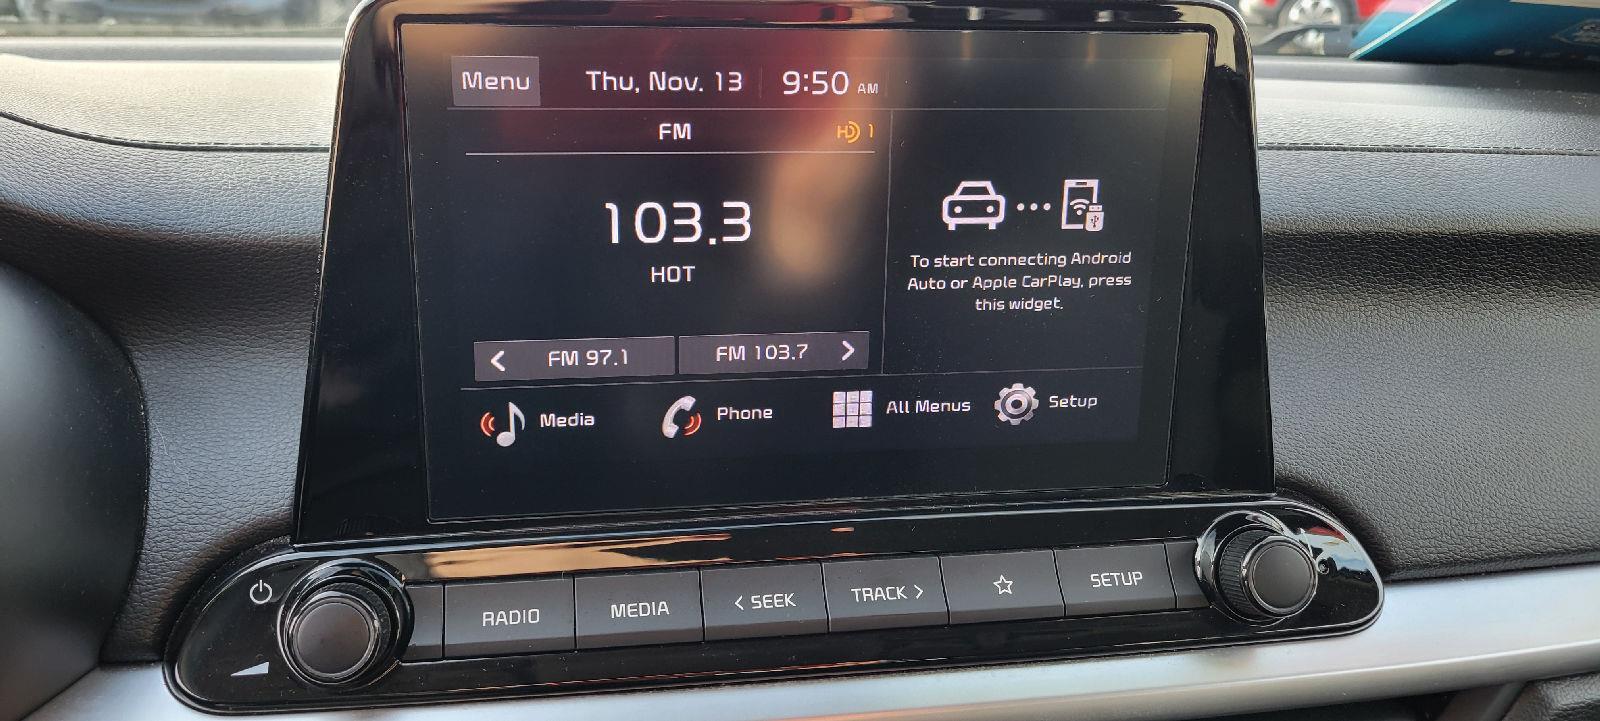 Menu Thu, Nov. 13 9:50 AM
FM HD 1
103.3
HOT
To start connecting Android
Auto or Apple CarPlay, press
this widget.
< FM 97.1 FM 103.7 >
Media Phone All Menus Setup
RADIO MEDIA < SEEK TRACK > ☆ SETUP